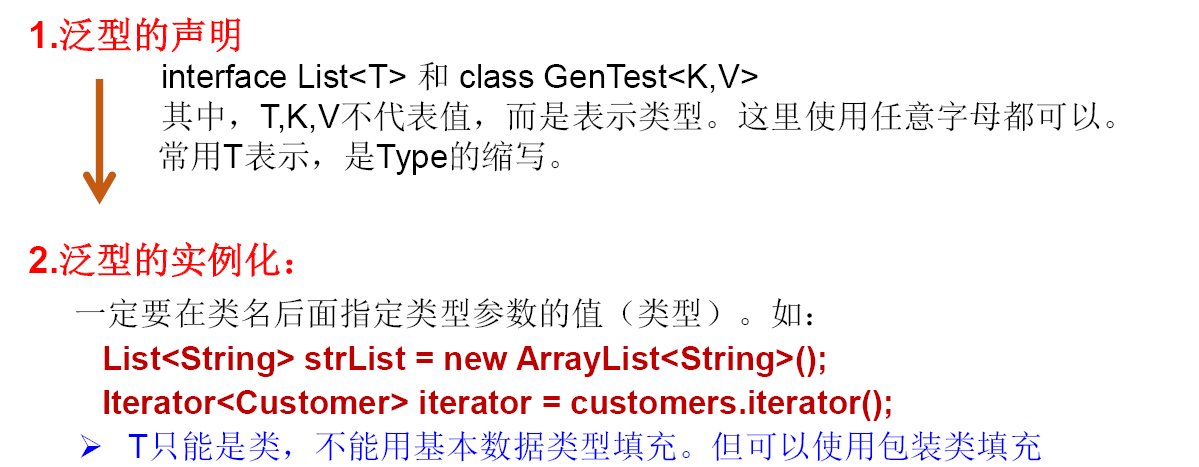 1.泛型的声明
interface List<T> 和 class GenTest<K,V>
其中，T,K,V不代表值，而是表示类型。这里使用任意字母都可以。
常用T表示，是Type的缩写。
2.泛型的实例化：
一定要在类名后面指定类型参数的值（类型）。如：
List<String> strList = new ArrayList<String>();
Iterator<Customer> iterator = customers.iterator();
➢ T只能是类，不能用基本数据类型填充。但可以使用包装类填充